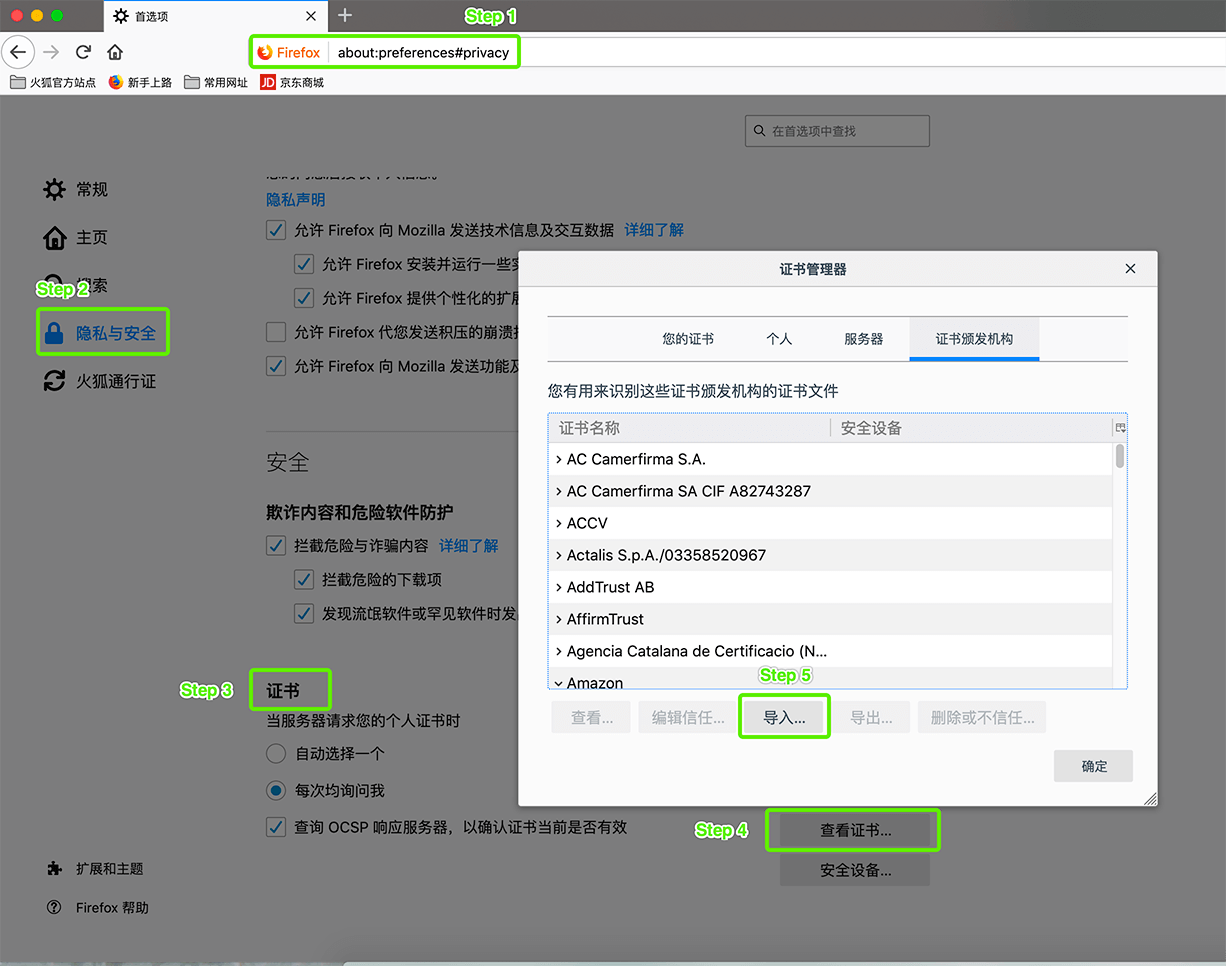 首选项
Step 1
Firefox
about:preferences#privacy
火狐官方站点
新手上路
常用网址
JD 京东商城
在首选项中查找
常规
主页
搜索
Step 2
隐私与安全
火狐通行证
扩展和主题
Firefox 帮助
隐私声明
允许 Firefox 向 Mozilla 发送技术信息及交互数据 详细了解
允许 Firefox 安装并运行一些
允许 Firefox 提供个性化的扩展
允许 Firefox 代您发送积压的崩溃
允许 Firefox 向 Mozilla 发送功能及
安全
欺诈内容和危险软件防护
拦截危险与诈骗内容 详细了解
拦截危险的下载项
发现流氓软件或罕见软件时发
Step 3
证书
当服务器请求您的个人证书时
自动选择一个
每次均询问我
查询 OCSP 响应服务器，以确认证书当前是否有效
Step 4
查看证书...
安全设备...
证书管理器
您的证书
个人
服务器
证书颁发机构
您有用来识别这些证书颁发机构的证书文件
证书名称
安全设备
AC Camerfirma S.A.
AC Camerfirma SA CIF A82743287
ACCV
Actalis S.p.A./03358520967
AddTrust AB
AffirmTrust
Agencia Catalana de Certificacio (N...
Amazon
Step 5
查看...
编辑信任...
导入...
导出...
删除或不信任...
确定